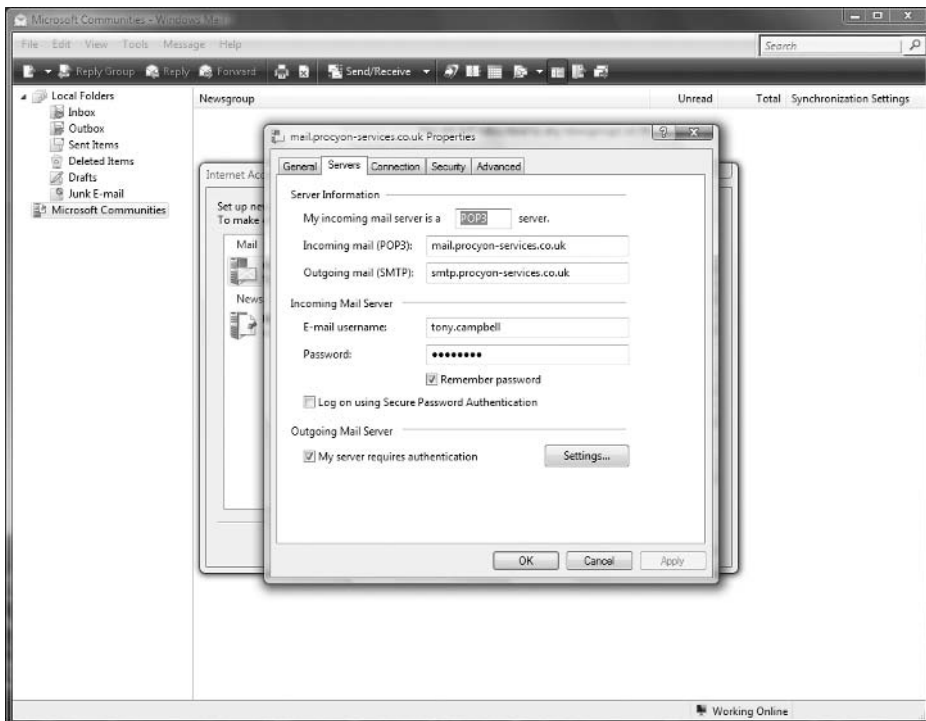 Microsoft Communities - Windows Mail
File Edit View Tools Message Help
Search
Reply Group Reply Forward Send/Receive
Local Folders
Inbox
Outbox
Sent Items
Deleted Items
Drafts
Junk E-mail
Microsoft Communities
Newsgroup Unread Total Synchronization Settings
Internet Acc
Set up ne
To make
Mail
News
mail.procyon-services.co.uk Properties
General Servers Connection Security Advanced
Server Information
My incoming mail server is a POP3 server.
Incoming mail (POP3): mail.procyon-services.co.uk
Outgoing mail (SMTP): smtp.procyon-services.co.uk
Incoming Mail Server
E-mail username: tony.campbell
Password: ●●●●●●●●
Remember password
Log on using Secure Password Authentication
Outgoing Mail Server
My server requires authentication Settings...
OK Cancel Apply
Working Online